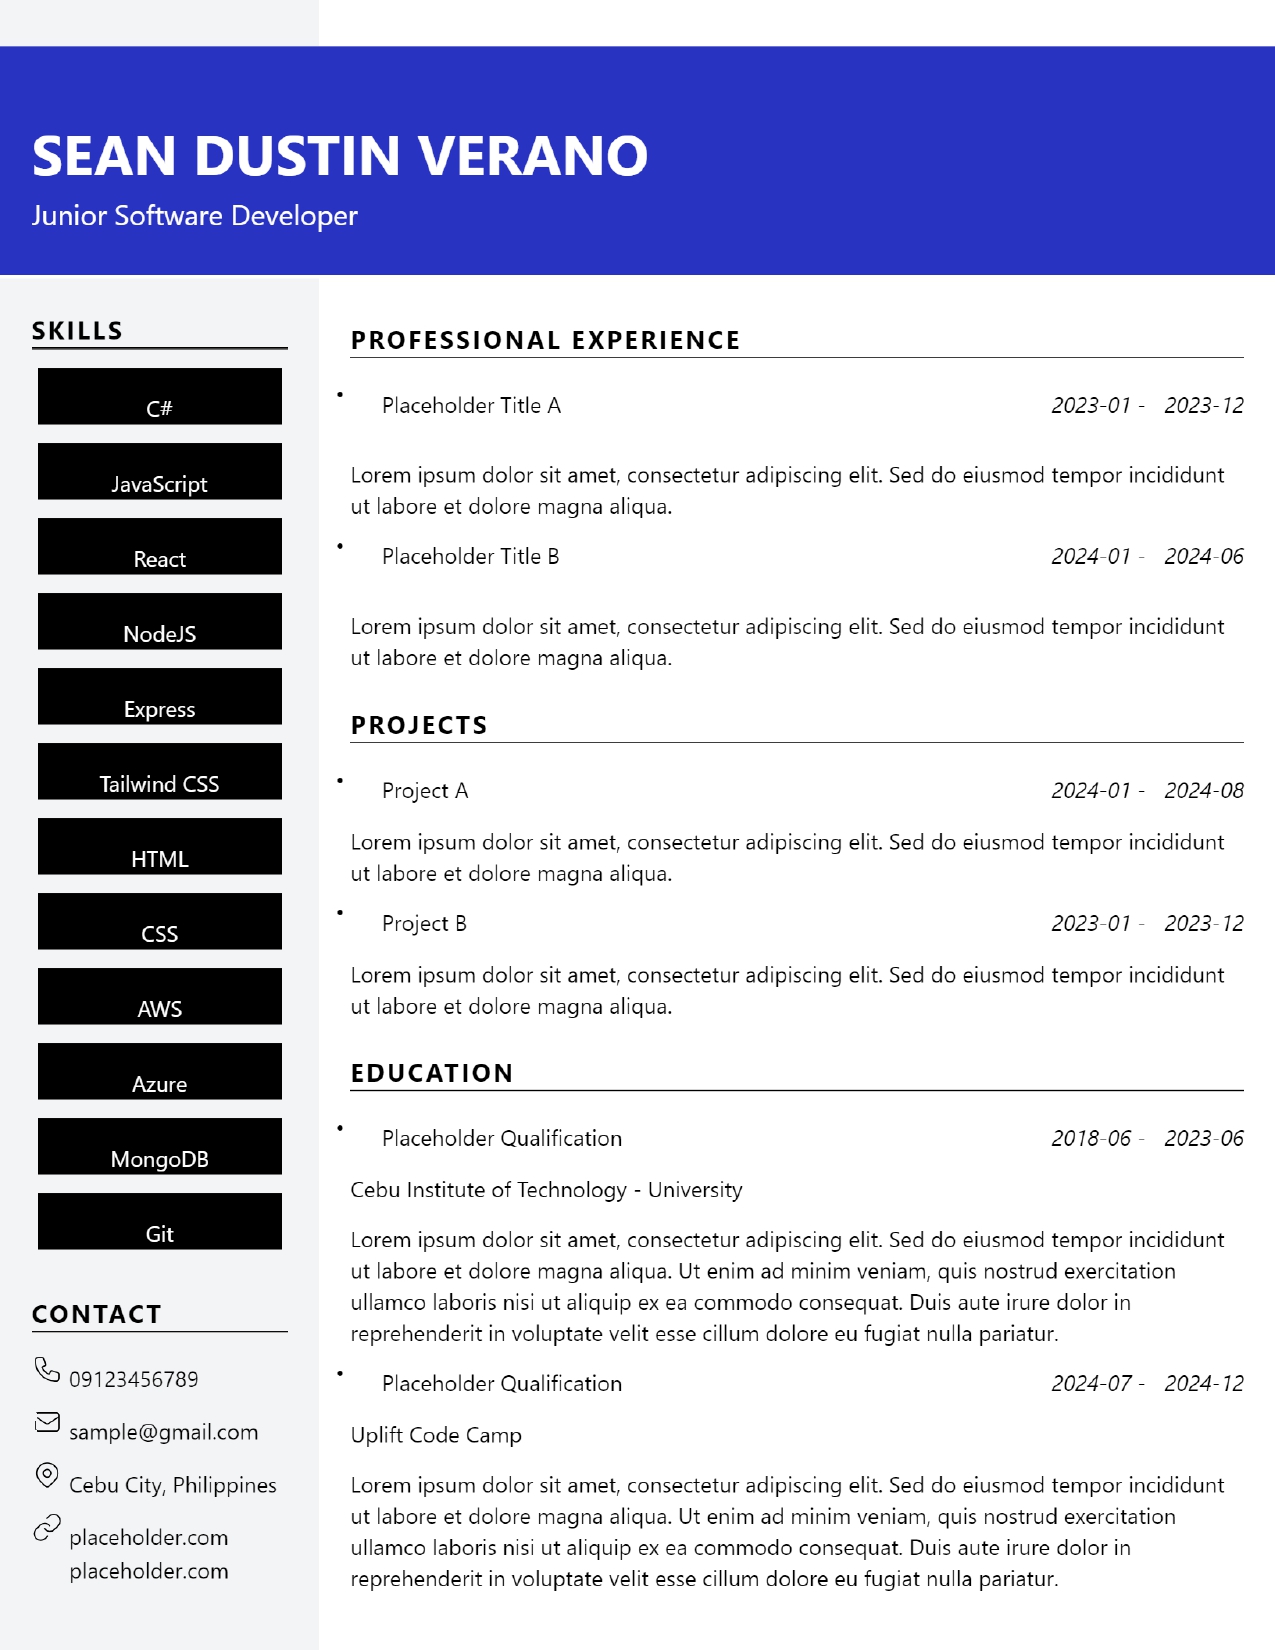 SEAN DUSTIN VERANO
Junior Software Developer
SKILLS
C#
JavaScript
React
NodeJS
Express
Tailwind CSS
HTML
CSS
AWS
Azure
MongoDB
Git
CONTACT
09123456789
sample@gmail.com
Cebu City, Philippines
placeholder.com
placeholder.com
PROFESSIONAL EXPERIENCE
• Placeholder Title A 2023-01 - 2023-12
Lorem ipsum dolor sit amet, consectetur adipiscing elit. Sed do eiusmod tempor incididunt
ut labore et dolore magna aliqua.
• Placeholder Title B 2024-01 - 2024-06
Lorem ipsum dolor sit amet, consectetur adipiscing elit. Sed do eiusmod tempor incididunt
ut labore et dolore magna aliqua.
PROJECTS
• Project A 2024-01 - 2024-08
Lorem ipsum dolor sit amet, consectetur adipiscing elit. Sed do eiusmod tempor incididunt
ut labore et dolore magna aliqua.
• Project B 2023-01 - 2023-12
Lorem ipsum dolor sit amet, consectetur adipiscing elit. Sed do eiusmod tempor incididunt
ut labore et dolore magna aliqua.
EDUCATION
• Placeholder Qualification 2018-06 - 2023-06
Cebu Institute of Technology - University
Lorem ipsum dolor sit amet, consectetur adipiscing elit. Sed do eiusmod tempor incididunt
ut labore et dolore magna aliqua. Ut enim ad minim veniam, quis nostrud exercitation
ullamco laboris nisi ut aliquip ex ea commodo consequat. Duis aute irure dolor in
reprehenderit in voluptate velit esse cillum dolore eu fugiat nulla pariatur.
• Placeholder Qualification 2024-07 - 2024-12
Uplift Code Camp
Lorem ipsum dolor sit amet, consectetur adipiscing elit. Sed do eiusmod tempor incididunt
ut labore et dolore magna aliqua. Ut enim ad minim veniam, quis nostrud exercitation
ullamco laboris nisi ut aliquip ex ea commodo consequat. Duis aute irure dolor in
reprehenderit in voluptate velit esse cillum dolore eu fugiat nulla pariatur.